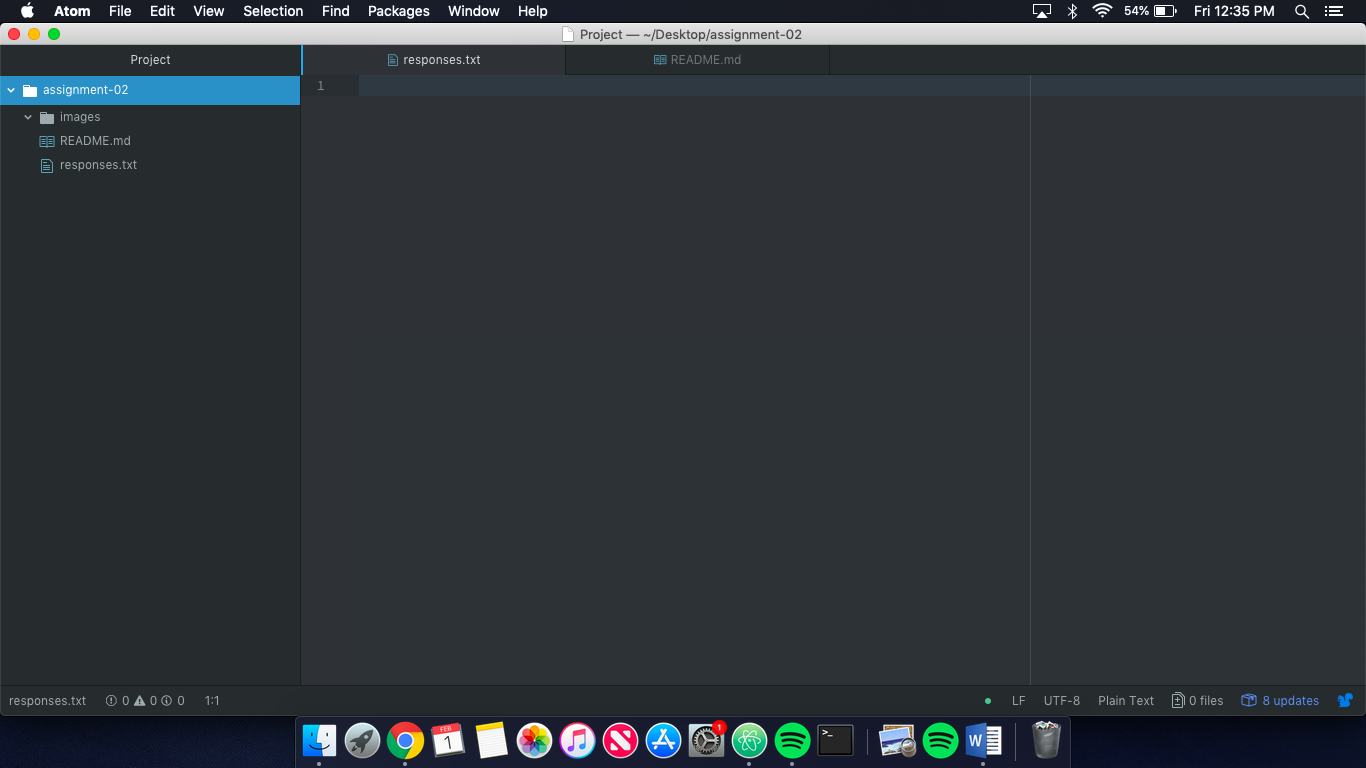 Atom File Edit View Selection Find Packages Window Help 54% Fri 12:35 PM
Project — ~/Desktop/assignment-02
Project responses.txt README.md
assignment-02 1
images
README.md
responses.txt
responses.txt 0 0 0 1:1 LF UTF-8 Plain Text 0 files 8 updates
FEB
1
1
>_
W